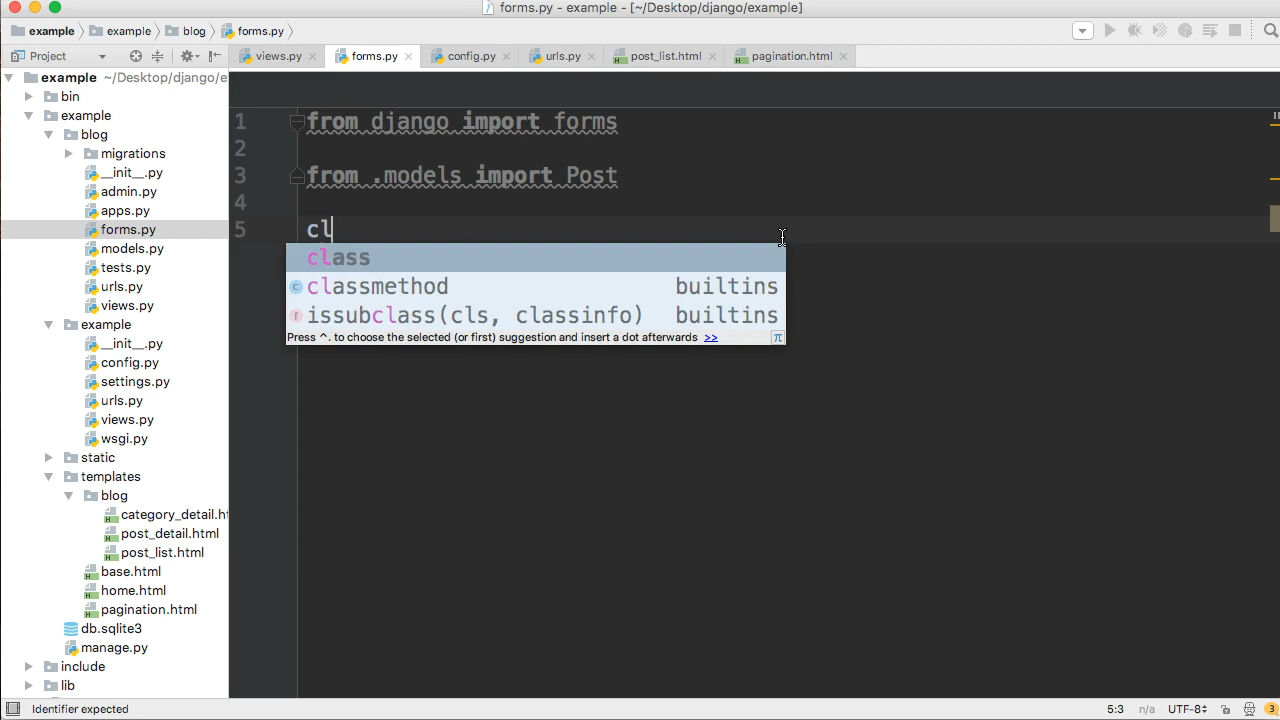 forms.py - example - [~/Desktop/django/example]
example example blog forms.py
Project views.py forms.py config.py urls.py post_list.html pagination.html
example ~/Desktop/django/e
bin
example
blog
migrations
__init__.py
admin.py
apps.py
forms.py
models.py
tests.py
urls.py
views.py
example
__init__.py
config.py
settings.py
urls.py
views.py
wsgi.py
static
templates
blog
category_detail.ht
post_detail.html
post_list.html
base.html
home.html
pagination.html
db.sqlite3
manage.py
include
lib
1 from django import forms
2
3 from .models import Post
4
5 cl
class
c classmethod builtins
f issubclass(cls, classinfo) builtins
Press ^. to choose the selected (or first) suggestion and insert a dot afterwards >> π
Identifier expected 5:3 n/a UTF-8 3